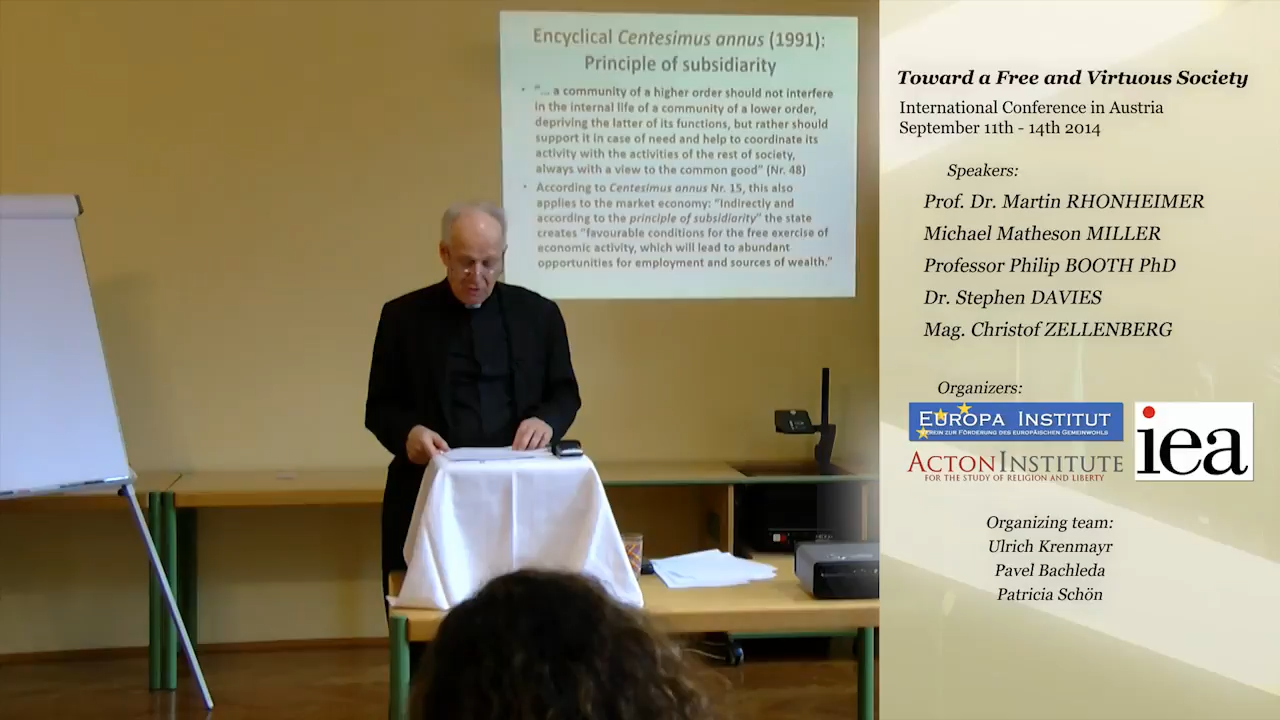 Encyclical Centesimus annus (1991):
Principle of subsidiarity
• "... a community of a higher order should not interfere
in the internal life of a community of a lower order,
depriving the latter of its functions, but rather should
support it in case of need and help to coordinate its
activity with the activities of the rest of society,
always with a view to the common good" (Nr. 48)
• According to Centesimus annus Nr. 15, this also
applies to the market economy: "Indirectly and
according to the principle of subsidiarity" the state
creates "favourable conditions for the free exercise of
economic activity, which will lead to abundant
opportunities for employment and sources of wealth."
Toward a Free and Virtuous Society
International Conference in Austria
September 11th - 14th 2014
Speakers:
Prof. Dr. Martin RHONHEIMER
Michael Matheson MILLER
Professor Philip BOOTH PhD
Dr. Stephen DAVIES
Mag. Christof ZELLENBERG
Organizers:
EUROPA INSTITUT
VEREIN ZUR FÖRDERUNG DES EUROPÄISCHEN GEMEINWOHLS
iea
ACTON INSTITUTE
FOR THE STUDY OF RELIGION AND LIBERTY
Organizing team:
Ulrich Krenmayr
Pavel Bachleda
Patricia Schön